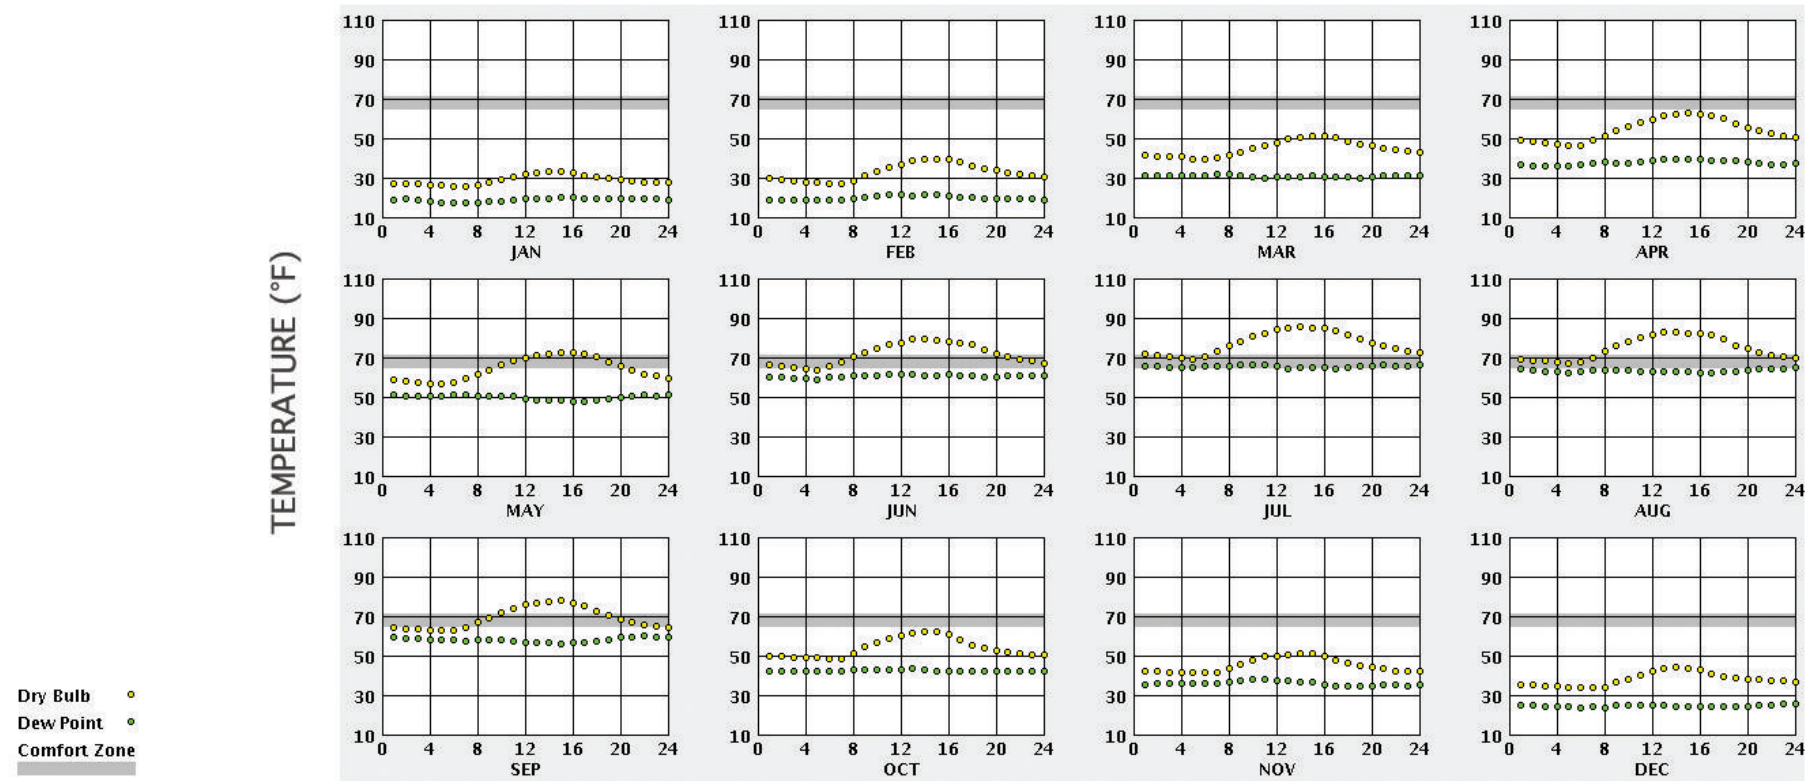 110 110 110 110
90 90 90 90
70 70 70 70
50 50 50 50
30 30 30 30
10 10 10 10
0 4 8 12 16 20 24 0 4 8 12 16 20 24 0 4 8 12 16 20 24 0 4 8 12 16 20 24
JAN FEB MAR APR
TEMPERATURE (°F)
110 110 110 110
90 90 90 90
70 70 70 70
50 50 50 50
30 30 30 30
10 10 10 10
0 4 8 12 16 20 24 0 4 8 12 16 20 24 0 4 8 12 16 20 24 0 4 8 12 16 20 24
MAY JUN JUL AUG
110 110 110 110
90 90 90 90
70 70 70 70
50 50 50 50
30 30 30 30
10 10 10 10
0 4 8 12 16 20 24 0 4 8 12 16 20 24 0 4 8 12 16 20 24 0 4 8 12 16 20 24
SEP OCT NOV DEC
Dry Bulb
Dew Point
Comfort Zone